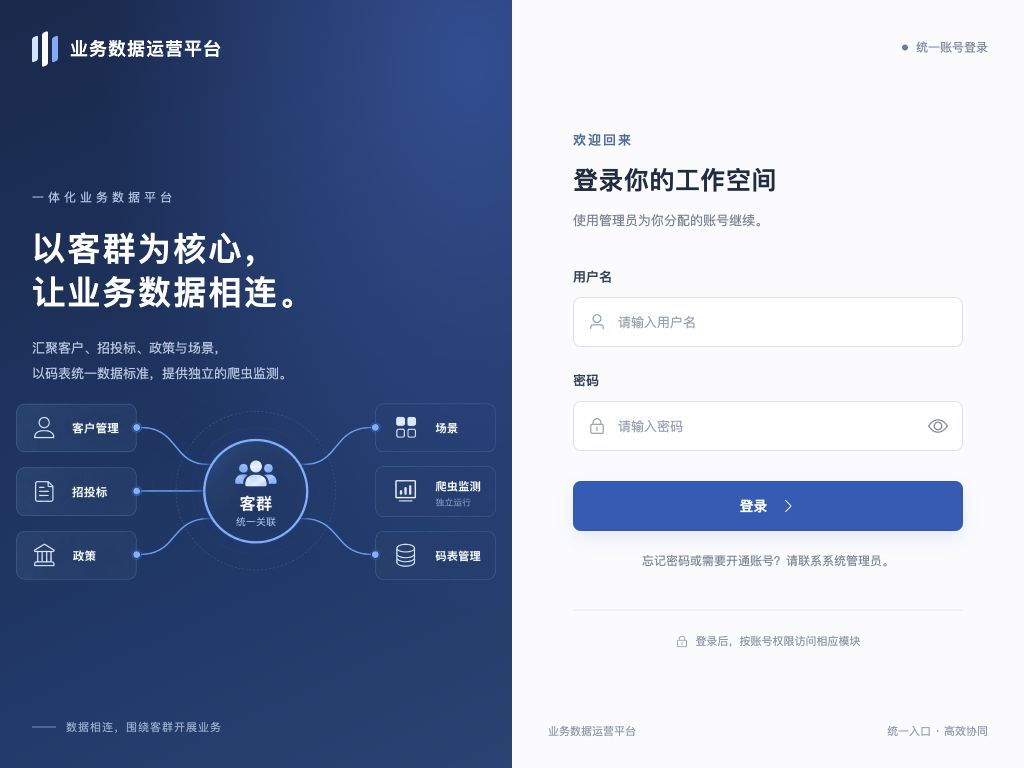 业务数据运营平台
一体化业务数据平台
以客群为核心，
让业务数据相连。
汇聚客户、招投标、政策与场景，
以码表统一数据标准，提供独立的爬虫监测。
客户管理
招投标
政策
客群
统一关联
场景
爬虫监测
独立运行
码表管理
数据相连，围绕客群开展业务
统一账号登录
欢迎回来
登录你的工作空间
使用管理员为你分配的账号继续。
用户名
请输入用户名
密码
请输入密码
登录
忘记密码或需要开通账号？请联系系统管理员。
登录后，按账号权限访问相应模块
业务数据运营平台
统一入口 · 高效协同